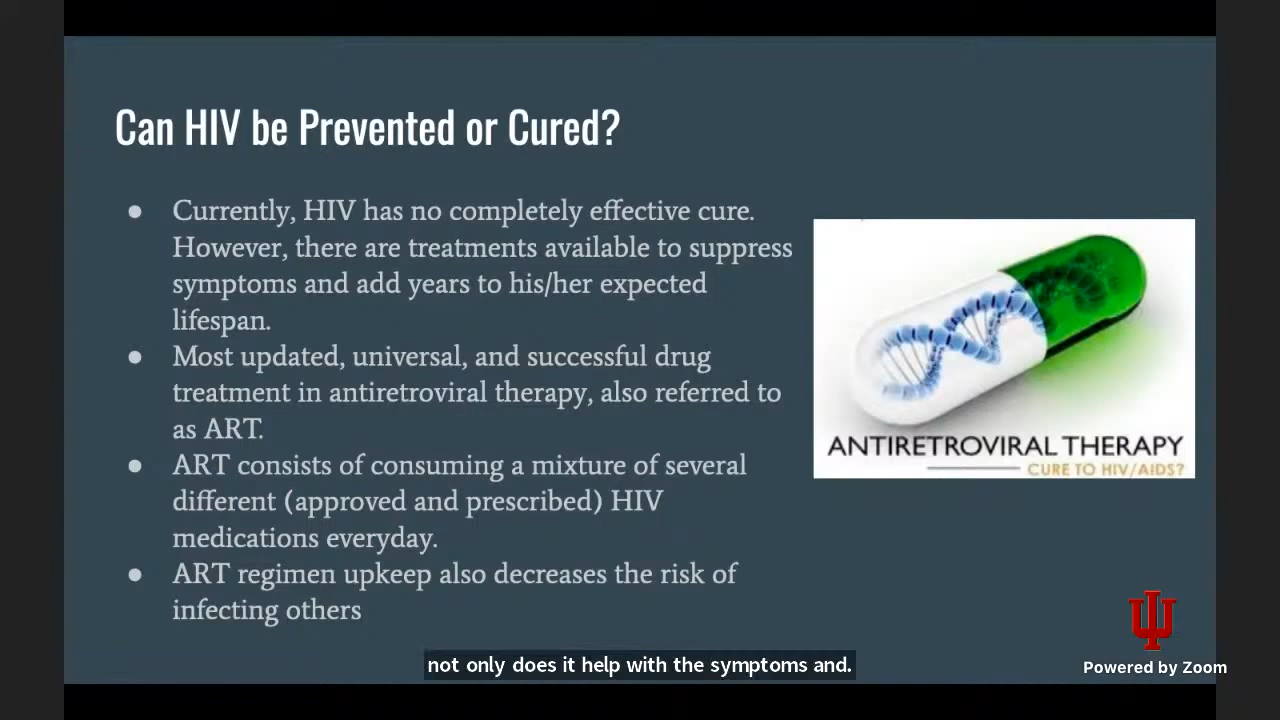 Can HIV be Prevented or Cured?
● Currently, HIV has no completely effective cure.
However, there are treatments available to suppress
symptoms and add years to his/her expected
lifespan.
● Most updated, universal, and successful drug
treatment in antiretroviral therapy, also referred to
as ART.
● ART consists of consuming a mixture of several
different (approved and prescribed) HIV
medications everyday.
● ART regimen upkeep also decreases the risk of
infecting others
ANTIRETROVIRAL THERAPY
CURE TO HIV/AIDS?
not only does it help with the symptoms and.
Powered by Zoom